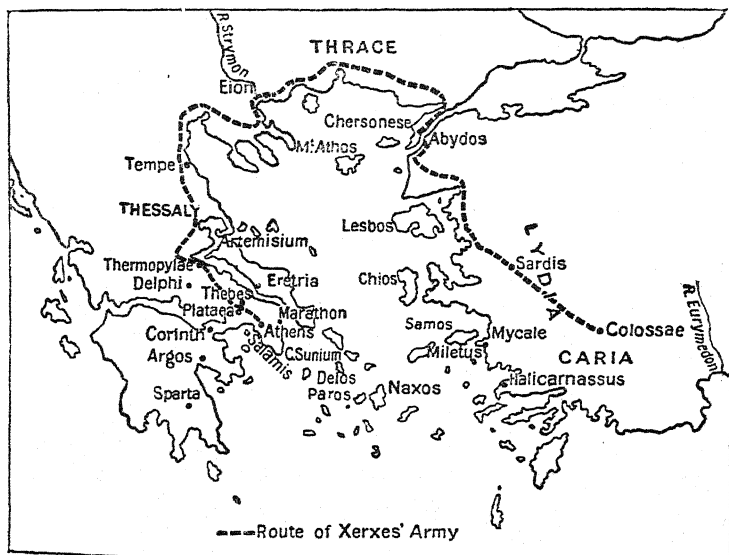 R. Strymon
THRACE
Eion
Chersonese
Mt. Athos
Abydos
Tempe
THESSALY
Lesbos
LYDIA
Artemisium
Sardis
Thermopylae
Delphi
Eretria
Chios
R. Eurymedon
Thebes
Plataea
Marathon
Corinth
Athens
Salamis
Samos
Mycale
Colossae
Argos
C. Sunium
Miletus
CARIA
Delos
Paros
Naxos
Halicarnassus
Sparta
Route of Xerxes' Army